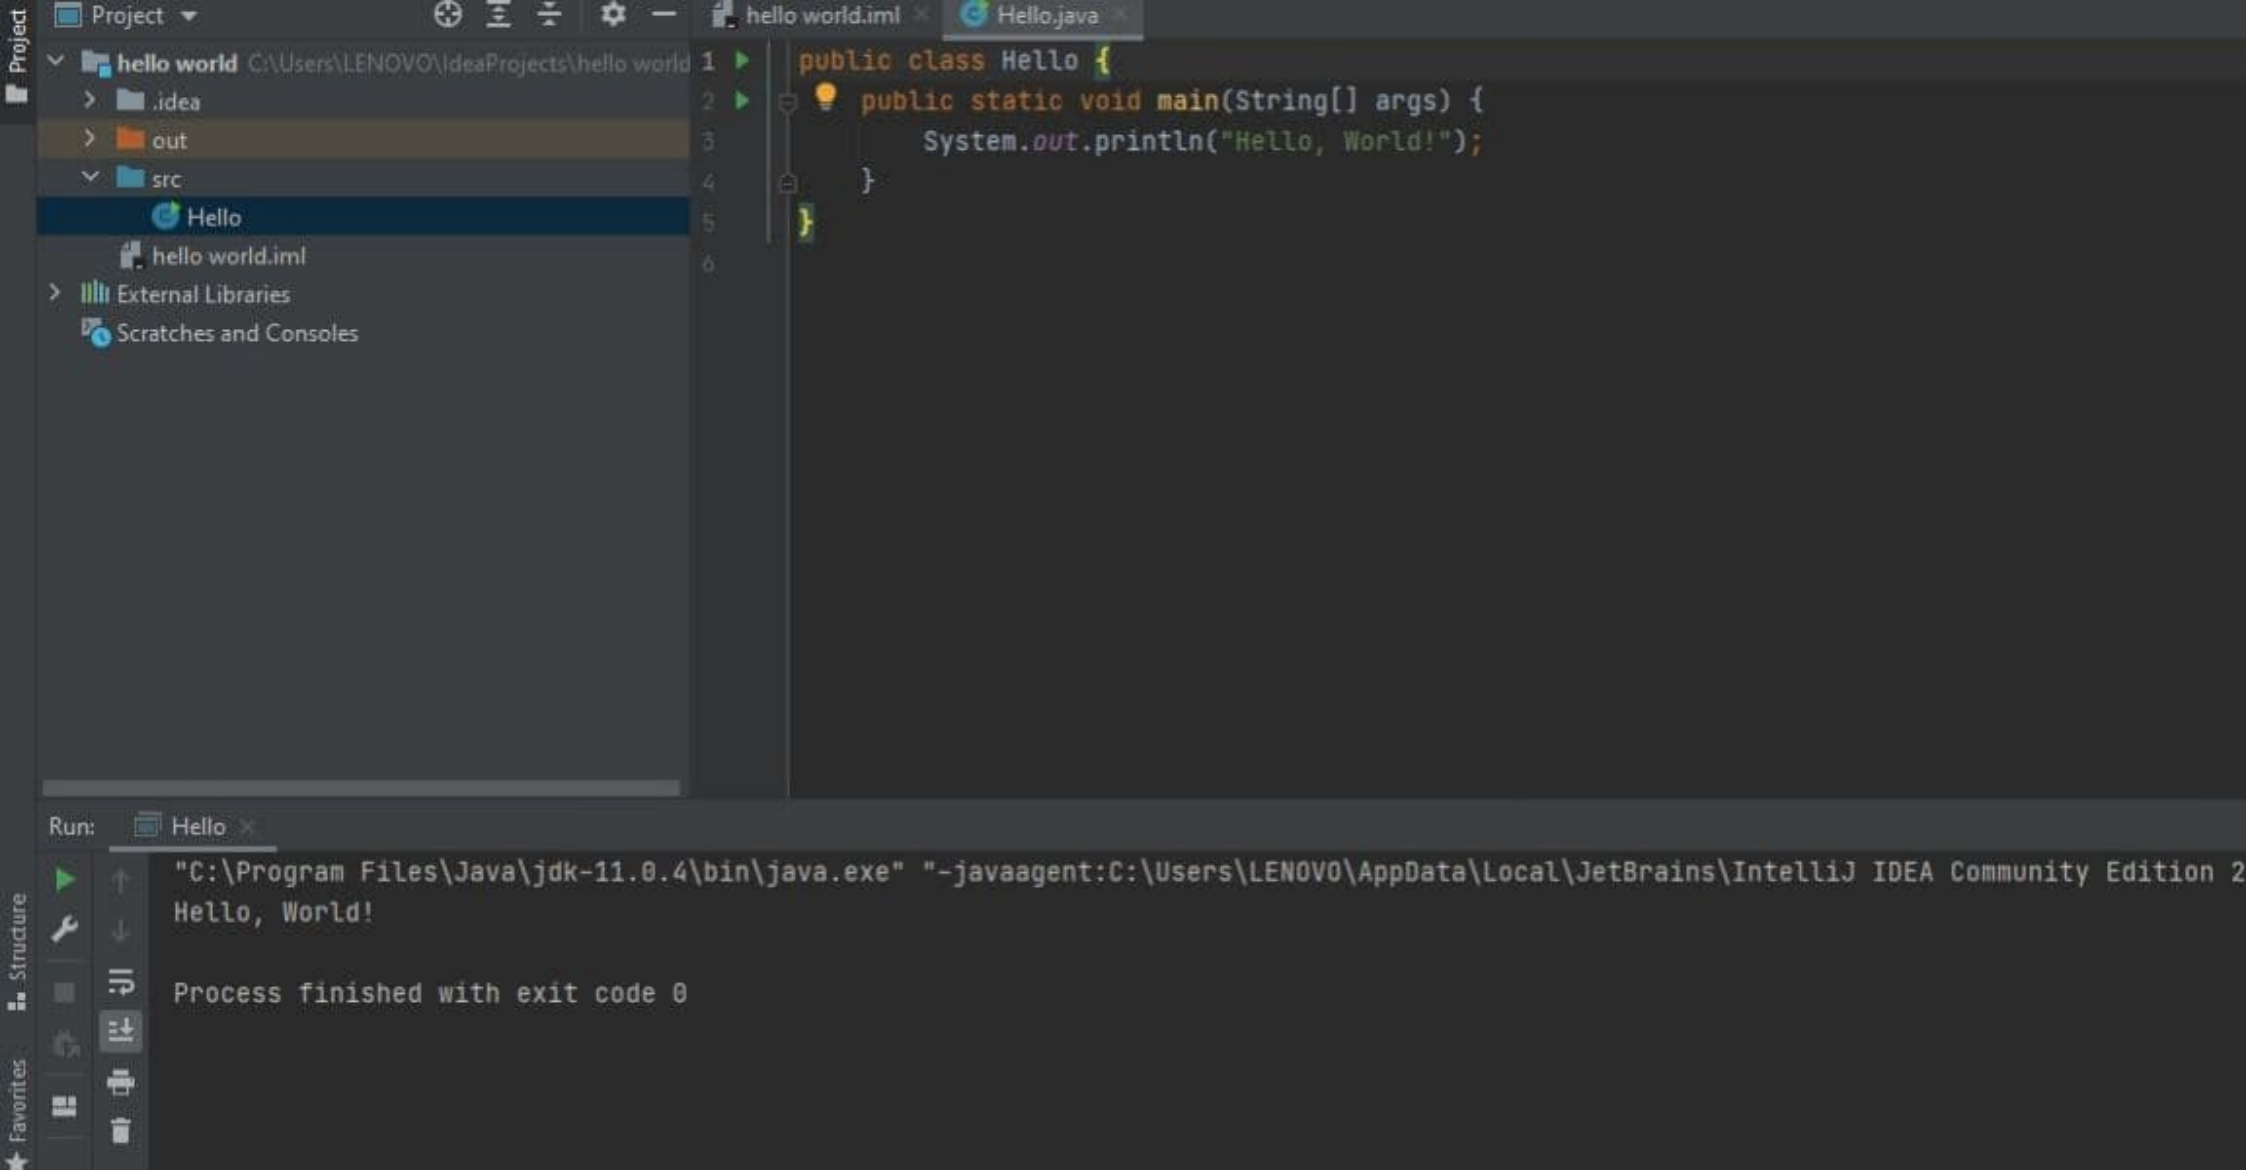 Project
Project
hello world C:\Users\LENOVO\IdeaProjects\hello world
.idea
out
src
Hello
hello world.iml
External Libraries
Scratches and Consoles
hello world.iml
Hello.java
1 public class Hello {
2 public static void main(String[] args) {
3 System.out.println("Hello, World!");
4 }
5 }
6
Run: Hello
"C:\Program Files\Java\jdk-11.0.4\bin\java.exe" "-javaagent:C:\Users\LENOVO\AppData\Local\JetBrains\IntelliJ IDEA Community Edition 2
Hello, World!
Process finished with exit code 0
Structure
Favorites